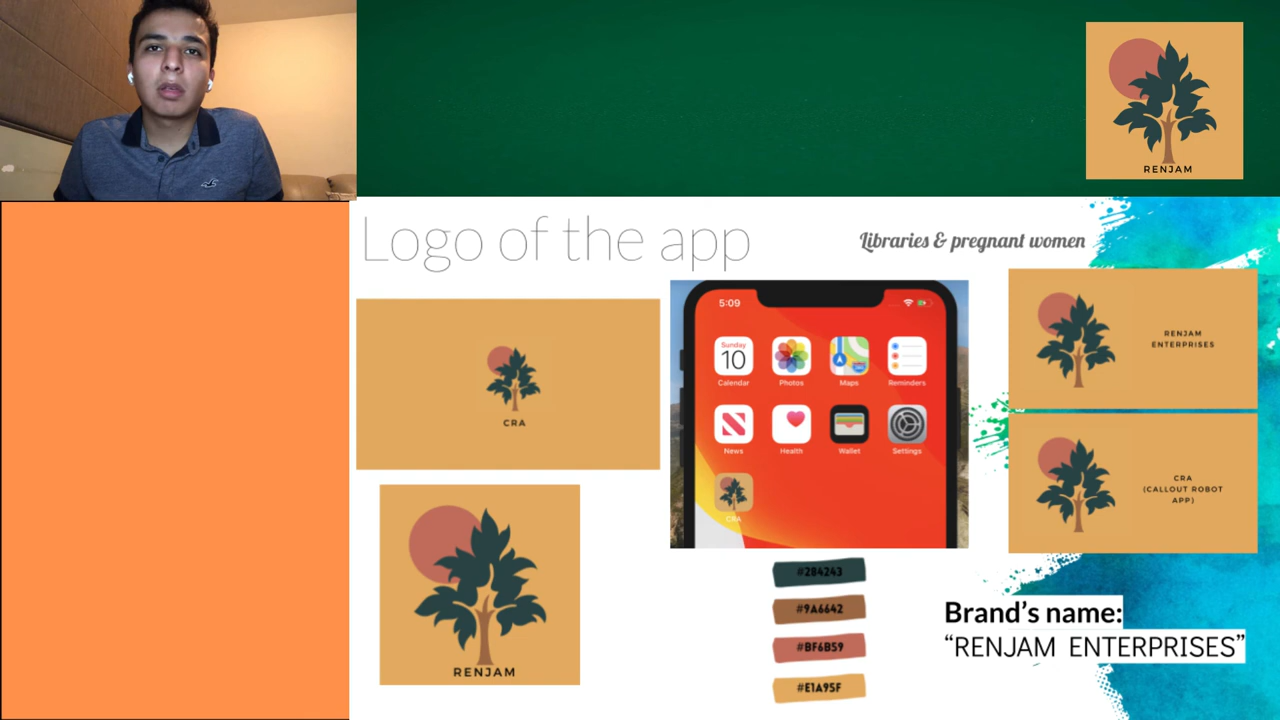 RENJAM
Logo of the app
Libraries & pregnant women
CRA
5:09
Sunday
10
Calendar
Photos
Maps
Reminders
News
Health
Wallet
Settings
CRA
RENJAM
ENTERPRISES
CRA
(CALLOUT ROBOT
APP)
RENJAM
#284243
#9A6642
#BF6B59
#E1A95F
Brand’s name:
“RENJAM ENTERPRISES”